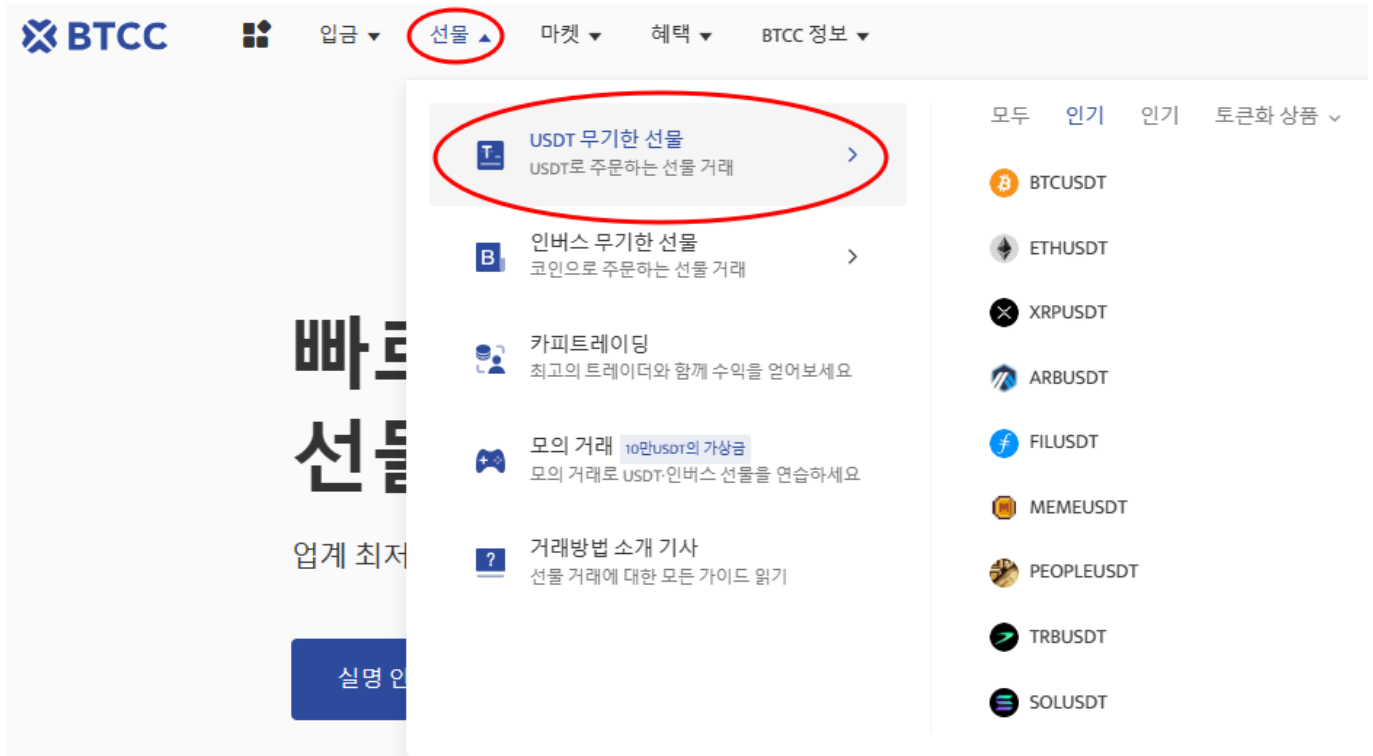 BTCC
입금
선물
마켓
혜택
BTCC 정보
USDT 무기한 선물
USDT로 주문하는 선물 거래
인버스 무기한 선물
코인으로 주문하는 선물 거래
카피트레이딩
최고의 트레이더와 함께 수익을 얻어보세요
모의 거래 10만USDT의 가상금
모의 거래로 USDT·인버스 선물을 연습하세요
거래방법 소개 기사
선물 거래에 대한 모든 가이드 읽기
모두 인기 인기 토큰화 상품
BTCUSDT
ETHUSDT
XRPUSDT
ARBUSDT
FILUSDT
MEMEUSDT
PEOPLEUSDT
TRBUSDT
SOLUSDT
빠르
선물
업계 최저
실명 인